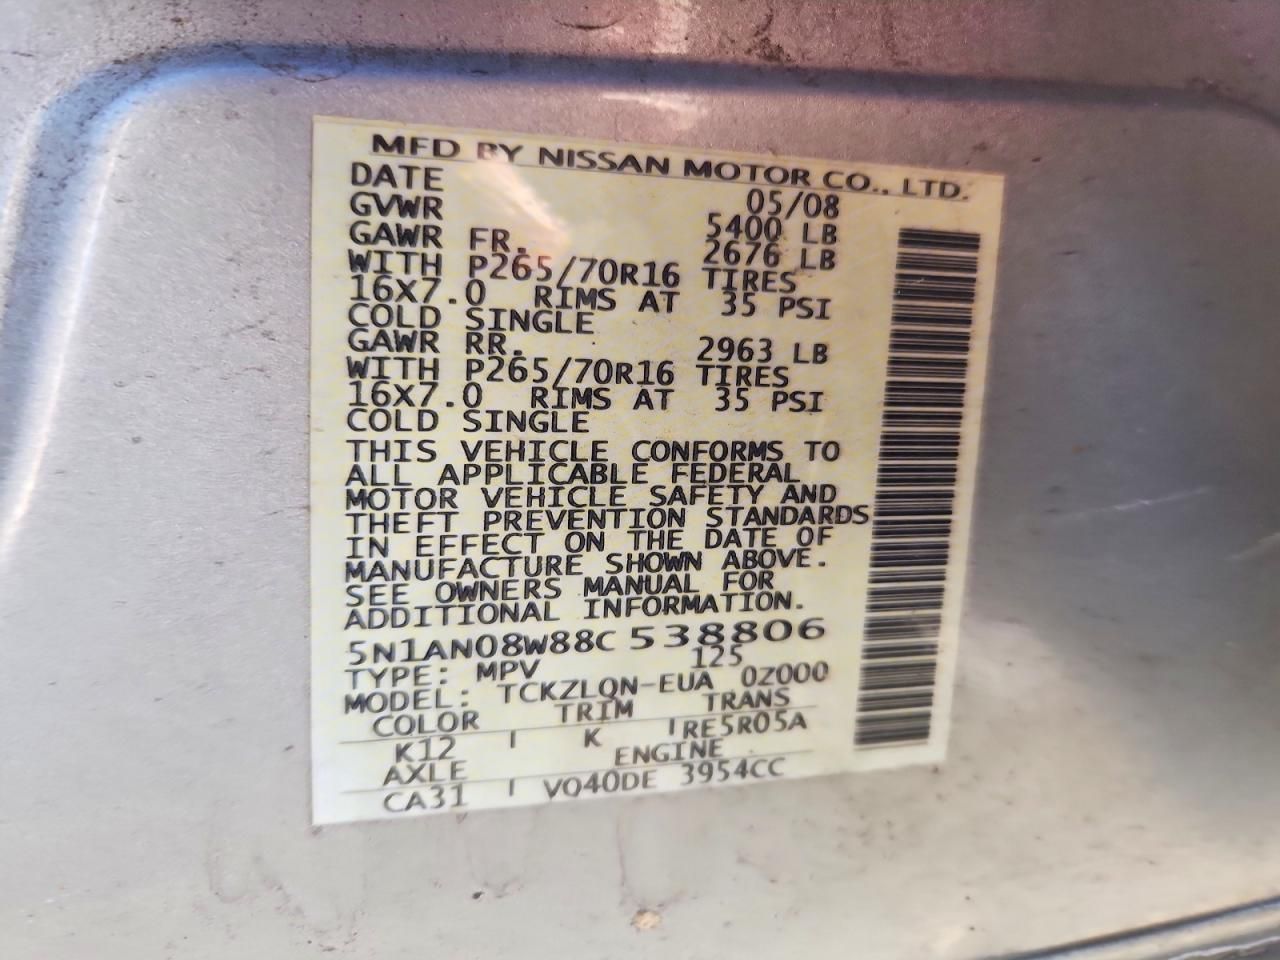 MFD BY NISSAN MOTOR CO., LTD.
DATE 05/08
GVWR 5400 LB
GAWR FR. 2676 LB
WITH P265/70R16 TIRES
16X7.0 RIMS AT 35 PSI
COLD SINGLE
GAWR RR. 2963 LB
WITH P265/70R16 TIRES
16X7.0 RIMS AT 35 PSI
COLD SINGLE
THIS VEHICLE CONFORMS TO
ALL APPLICABLE FEDERAL
MOTOR VEHICLE SAFETY AND
THEFT PREVENTION STANDARDS
IN EFFECT ON THE DATE OF
MANUFACTURE SHOWN ABOVE.
SEE OWNERS MANUAL FOR
ADDITIONAL INFORMATION.
5N1AN08W88C 538806
TYPE: MPV 125
MODEL: TCKZLQN-EUA 0Z000
COLOR TRIM TRANS
K12 K RE5R05A
AXLE ENGINE
CA31 VQ40DE 3954CC